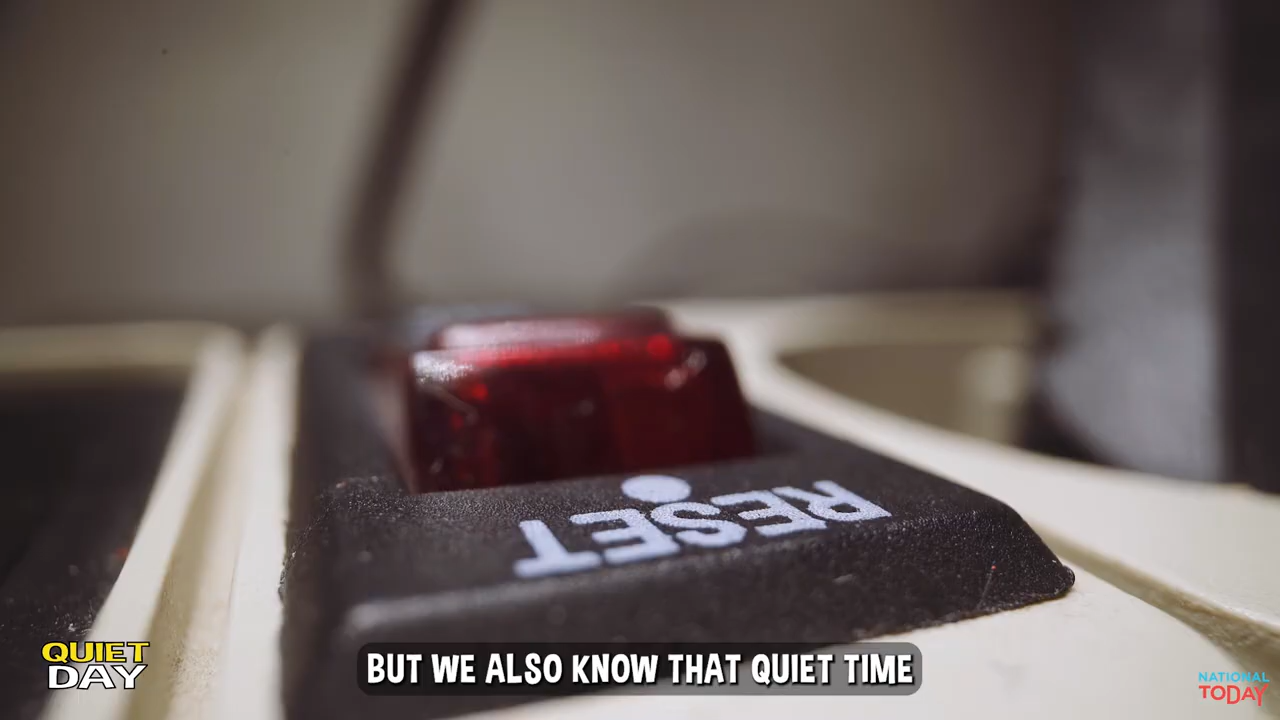 RESET
QUIET
DAY
BUT WE ALSO KNOW THAT QUIET TIME
NATIONAL
TODAY